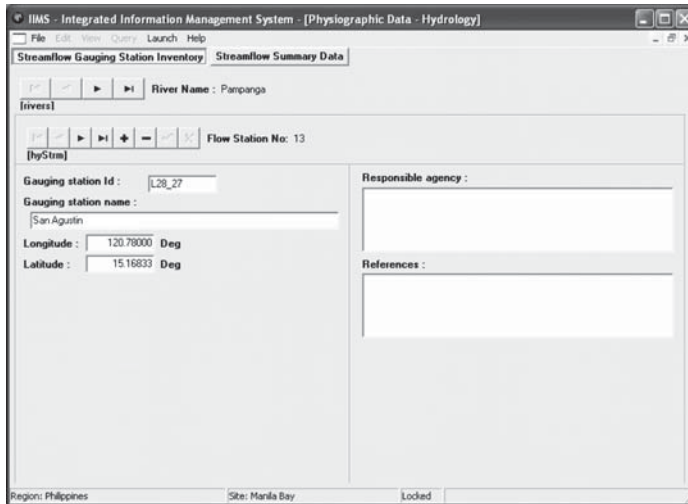 IIMS - Integrated Information Management System - [Physiographic Data - Hydrology]
File Edit View Query Launch Help
Streamflow Gauging Station Inventory Streamflow Summary Data
River Name : Pampanga
[rivers]
Flow Station No: 13
[hyStrm]
Gauging station Id : L28_27
Gauging station name :
San Agustin
Longitude : 120.78000 Deg
Latitude : 15.16833 Deg
Responsible agency :
References :
Region: Philippines Site: Manila Bay Locked